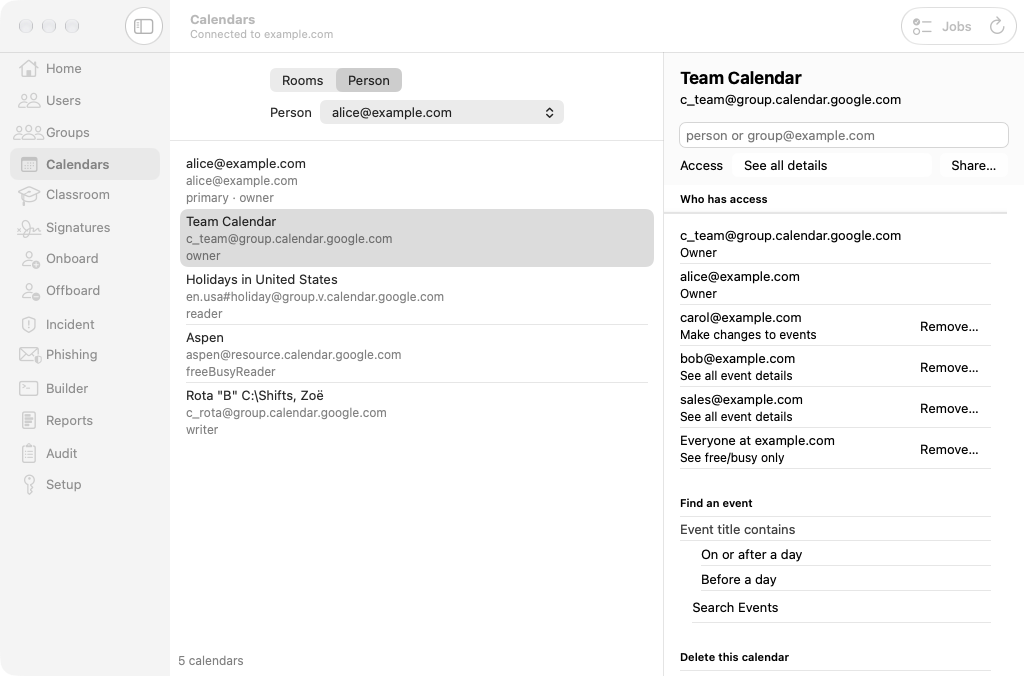 Calendars
Connected to example.com
Jobs
Home
Users
Groups
Calendars
Classroom
Signatures
Onboard
Offboard
Incident
Phishing
Builder
Reports
Audit
Setup
Rooms
Person
Person
alice@example.com
alice@example.com
alice@example.com
primary · owner
Team Calendar
c_team@group.calendar.google.com
owner
Holidays in United States
en.usa#holiday@group.v.calendar.google.com
reader
Aspen
aspen@resource.calendar.google.com
freeBusyReader
Rota "B" C:\Shifts, Zoë
c_rota@group.calendar.google.com
writer
5 calendars
Team Calendar
c_team@group.calendar.google.com
person or group@example.com
Access
See all details
Share...
Who has access
c_team@group.calendar.google.com
Owner
alice@example.com
Owner
carol@example.com
Make changes to events
Remove...
bob@example.com
See all event details
Remove...
sales@example.com
See all event details
Remove...
Everyone at example.com
See free/busy only
Remove...
Find an event
Event title contains
On or after a day
Before a day
Search Events
Delete this calendar